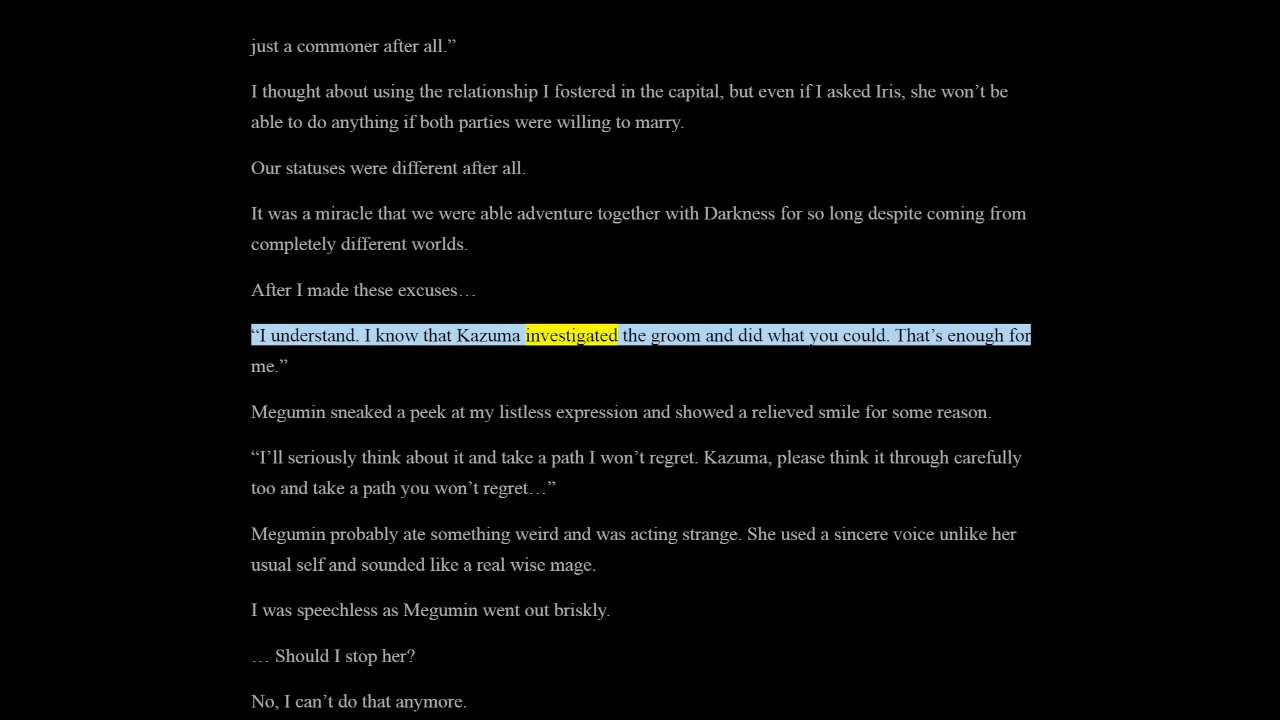 just a commoner after all.”
I thought about using the relationship I fostered in the capital, but even if I asked Iris, she won’t be
able to do anything if both parties were willing to marry.
Our statuses were different after all.
It was a miracle that we were able adventure together with Darkness for so long despite coming from
completely different worlds.
After I made these excuses…
“I understand. I know that Kazuma investigated the groom and did what you could. That’s enough for
me.”
Megumin sneaked a peek at my listless expression and showed a relieved smile for some reason.
“I’ll seriously think about it and take a path I won’t regret. Kazuma, please think it through carefully
too and take a path you won’t regret…”
Megumin probably ate something weird and was acting strange. She used a sincere voice unlike her
usual self and sounded like a real wise mage.
I was speechless as Megumin went out briskly.
… Should I stop her?
No, I can’t do that anymore.